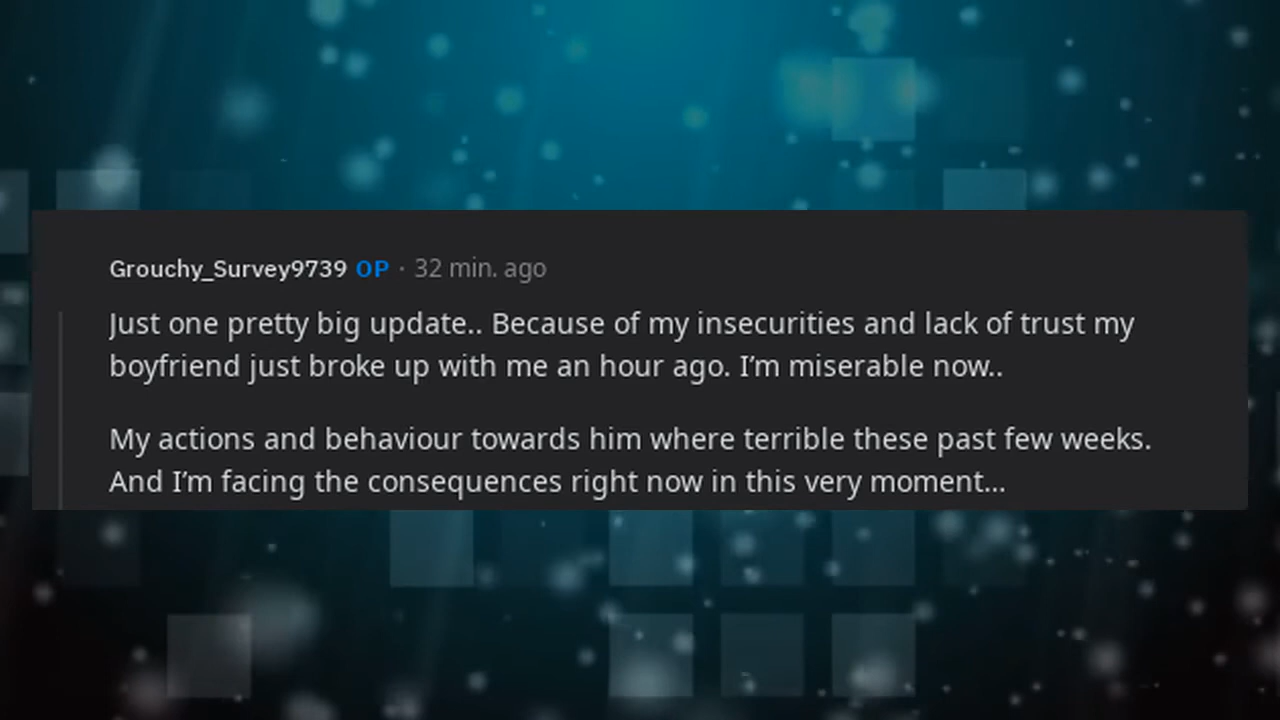 Grouchy_Survey9739 OP · 32 min. ago
Just one pretty big update.. Because of my insecurities and lack of trust my
boyfriend just broke up with me an hour ago. I’m miserable now..
My actions and behaviour towards him where terrible these past few weeks.
And I’m facing the consequences right now in this very moment...